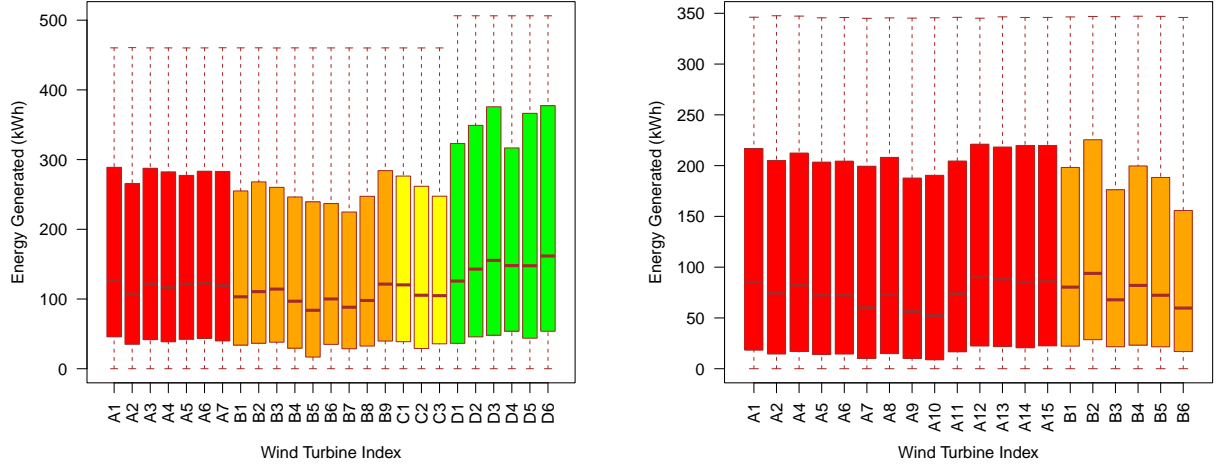 Energy Generated (kWh)
500
400
300
200
100
0
A1 A2 A3 A4 A5 A6 A7 B1 B2 B3 B4 B5 B6 B7 B8 B9 C1 C2 C3 D1 D2 D3 D4 D5 D6
Wind Turbine Index
Energy Generated (kWh)
350
300
250
200
150
100
50
0
A1 A2 A4 A5 A6 A7 A8 A9 A10 A11 A12 A13 A14 A15 B1 B2 B3 B4 B5 B6
Wind Turbine Index